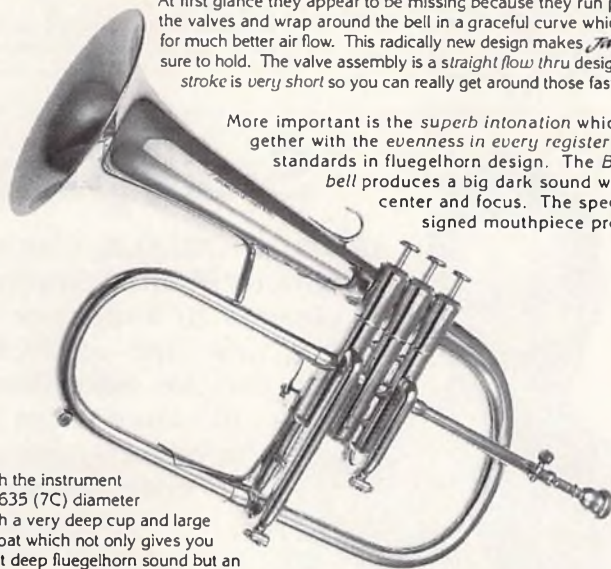 At first glance they appear to be missing because they run p
the valves and wrap around the bell in a graceful curve whic
for much better air flow. This radically new design makes
sure to hold. The valve assembly is a straight flow thru desig
stroke is very short so you can really get around those fas
More important is the superb intonation whic
gether with the evenness in every register
standards in fluegelhorn design. The B
bell produces a big dark sound w
center and focus. The spec
signed mouthpiece pro
h the instrument
635 (7C) diameter
h a very deep cup and large
oat which not only gives you
t deep fluegelhorn sound but an